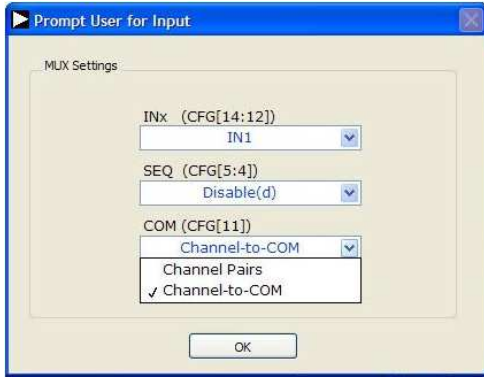 Prompt User for Input
MUX Settings
INx (CFG[14:12])
IN1
SEQ (CFG[5:4])
Disable(d)
COM (CFG[11])
Channel-to-COM
Channel Pairs
✓ Channel-to-COM
OK